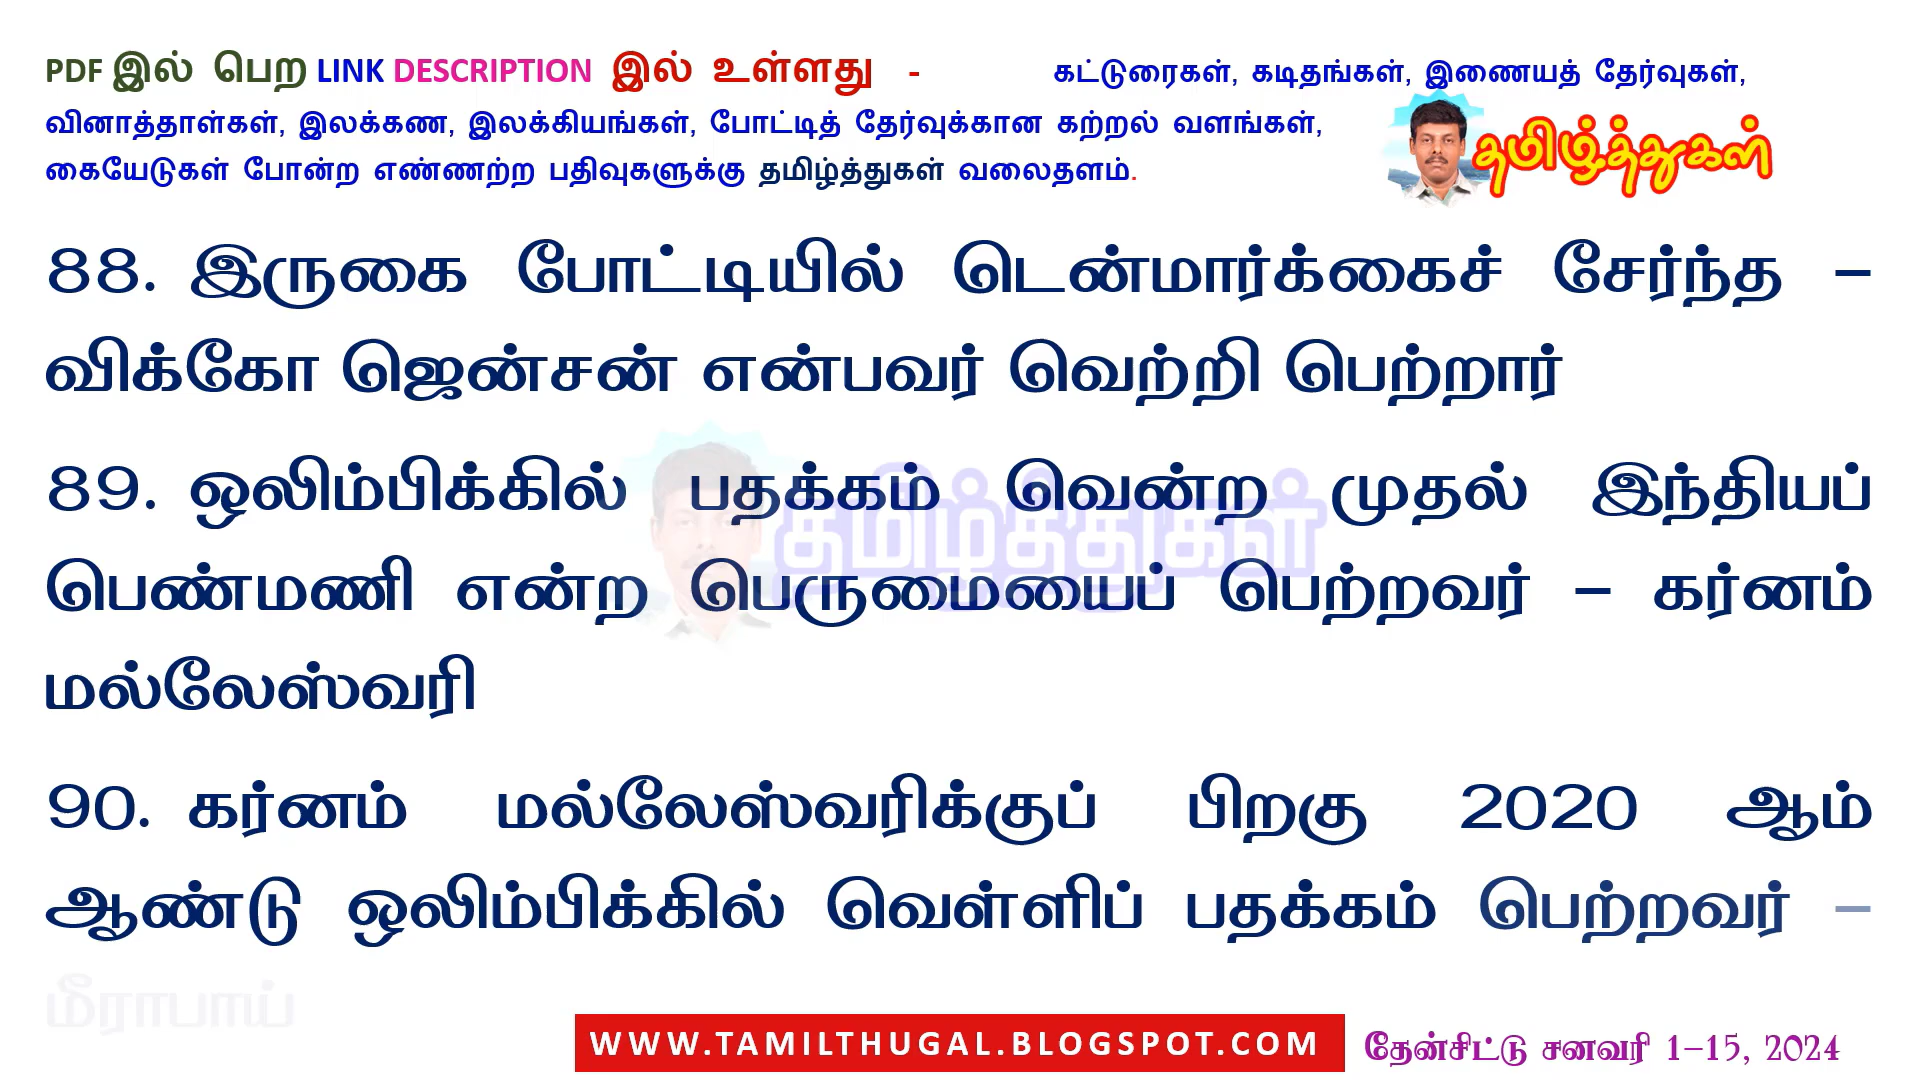 PDF இல் பெற LINK DESCRIPTION இல் உள்ளது - கட்டுரைகள், கடிதங்கள், இணையத் தேர்வுகள்,
வினாத்தாள்கள், இலக்கண, இலக்கியங்கள், போட்டித் தேர்வுக்கான கற்றல் வளங்கள்,
கையேடுகள் போன்ற எண்ணற்ற பதிவுகளுக்கு தமிழ்த்துகள் வலைதளம்.
தமிழ்த்துகள்
88. இருகை போட்டியில் டென்மார்க்கைச் சேர்ந்த –
விக்கோ ஜென்சன் என்பவர் வெற்றி பெற்றார்
89. ஒலிம்பிக்கில் பதக்கம் வென்ற முதல் இந்தியப்
தமிழ்த்துகள்
பெண்மணி என்ற பெருமையைப் பெற்றவர் – கர்னம்
மல்லேஸ்வரி
90. கர்னம் மல்லேஸ்வரிக்குப் பிறகு 2020 ஆம்
ஆண்டு ஒலிம்பிக்கில் வெள்ளிப் பதக்கம் பெற்றவர் –
மீராபாய்
WWW.TAMILTHUGAL.BLOGSPOT.COM
தேன்சிட்டு சனவரி 1–15, 2024